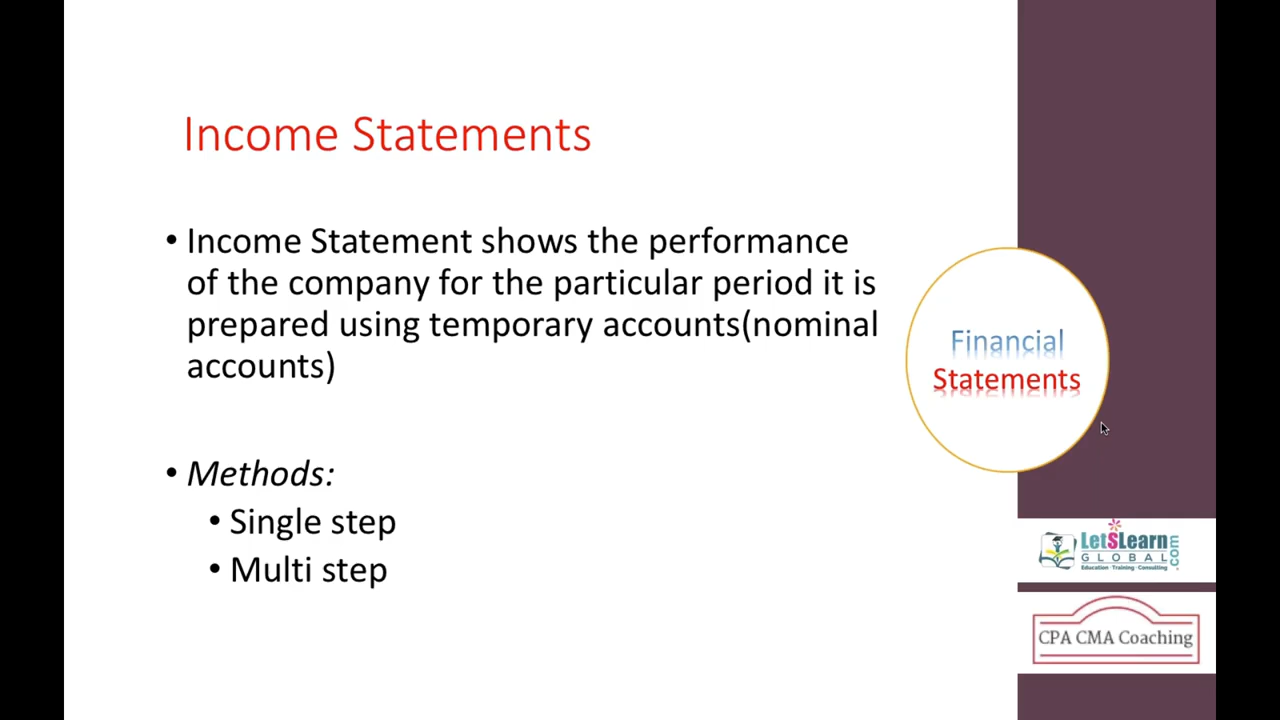 Income Statements
• Income Statement shows the performance
of the company for the particular period it is
prepared using temporary accounts(nominal
accounts)
• Methods:
• Single step
• Multi step
Financial
Statements
LetSLearn
GLOBAL.com
Education · Training · Consulting
CPA CMA Coaching